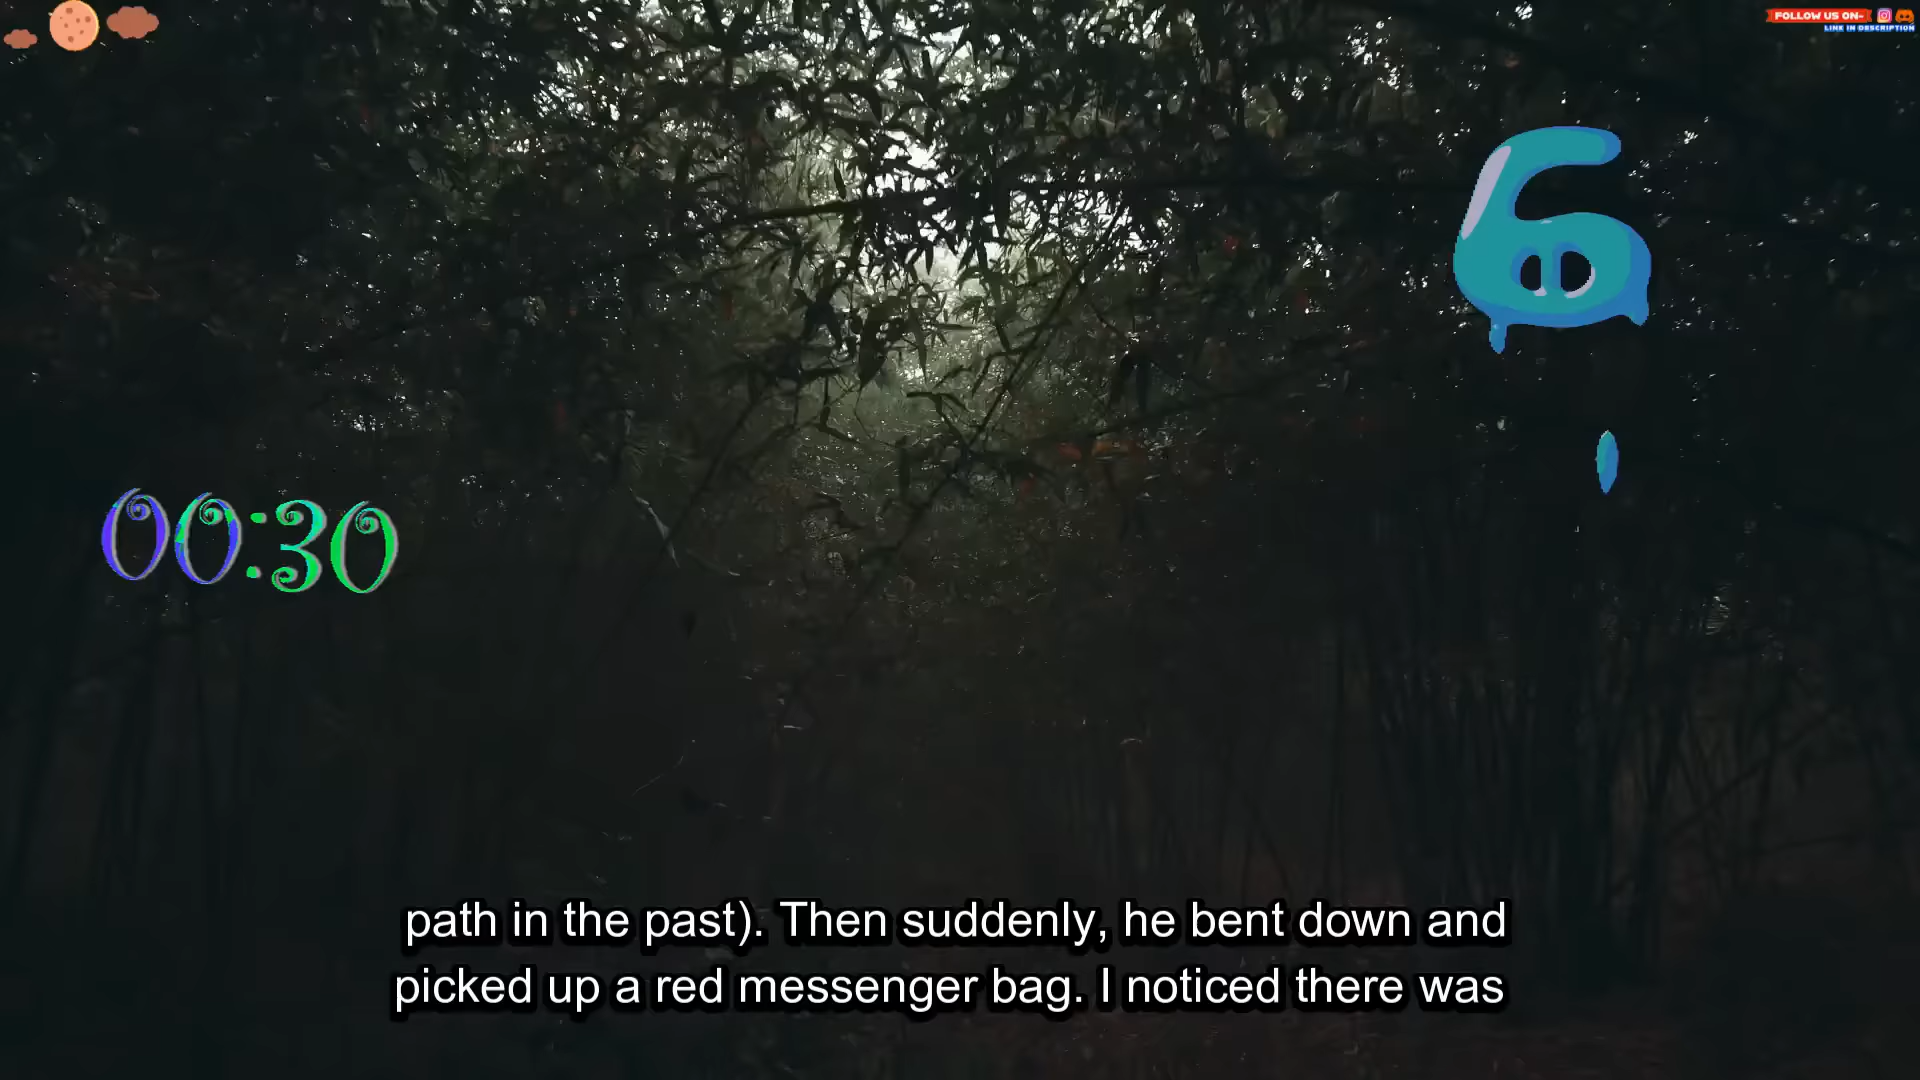 FOLLOW US ON-
LINK IN DESCRIPTION
6
00:30
path in the past). Then suddenly, he bent down and
picked up a red messenger bag. I noticed there was